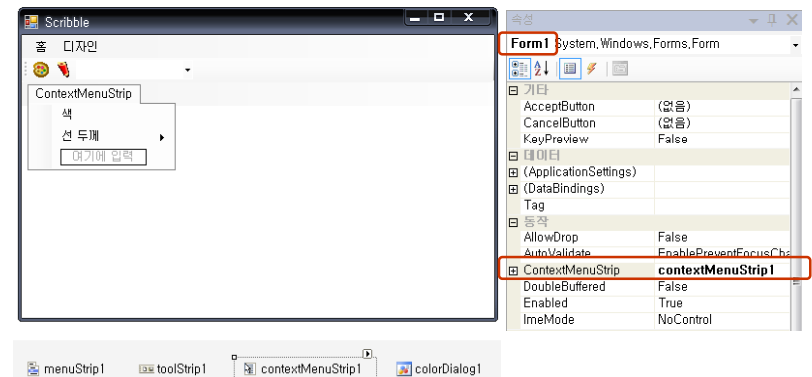 Scribble
홈 디자인
ContextMenuStrip
색
선 두께
여기에 입력
menuStrip1 toolStrip1 contextMenuStrip1 colorDialog1
속성
Form1 System,Windows,Forms,Form
기타
AcceptButton (없음)
CancelButton (없음)
KeyPreview False
데이터
(ApplicationSettings)
(DataBindings)
Tag
동작
AllowDrop False
AutoValidate EnablePreventFocusCha
ContextMenuStrip contextMenuStrip1
DoubleBuffered False
Enabled True
ImeMode NoControl